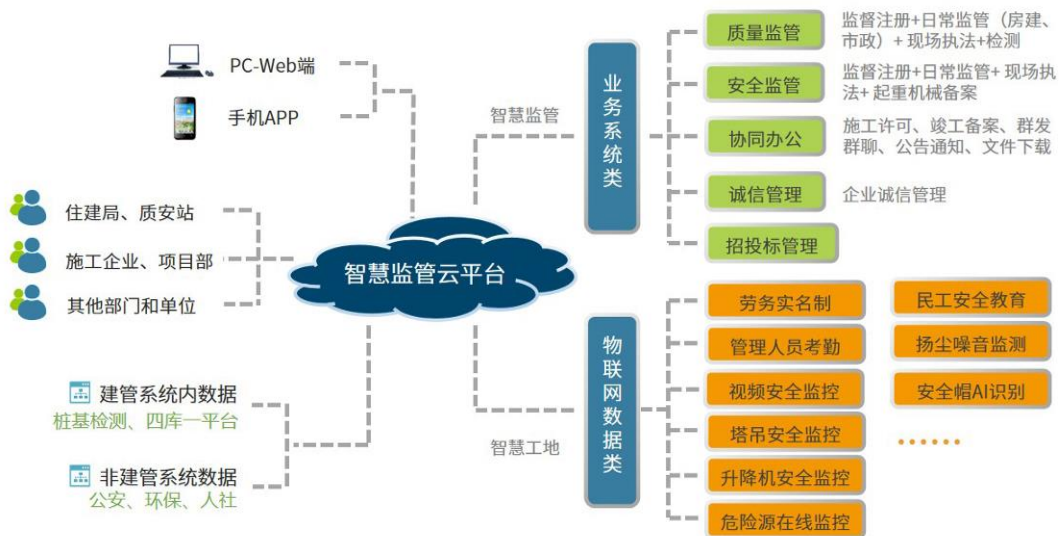 PC-Web端
手机APP
住建局、质安站
施工企业、项目部
其他部门和单位
建管系统内数据
桩基检测、四库一平台
非建管系统数据
公安、环保、人社
智慧监管云平台
智慧监管
业务系统类
质量监管
监督注册+日常监管（房建、
市政）+ 现场执法+检测
安全监管
监督注册+日常监管+ 现场执
法+ 起重机械备案
协同办公
施工许可、竣工备案、群发
群聊、公告通知、文件下载
诚信管理
企业诚信管理
招投标管理
智慧工地
物联网数据类
劳务实名制
民工安全教育
管理人员考勤
扬尘噪音监测
视频安全监控
安全帽AI识别
塔吊安全监控
······
升降机安全监控
危险源在线监控